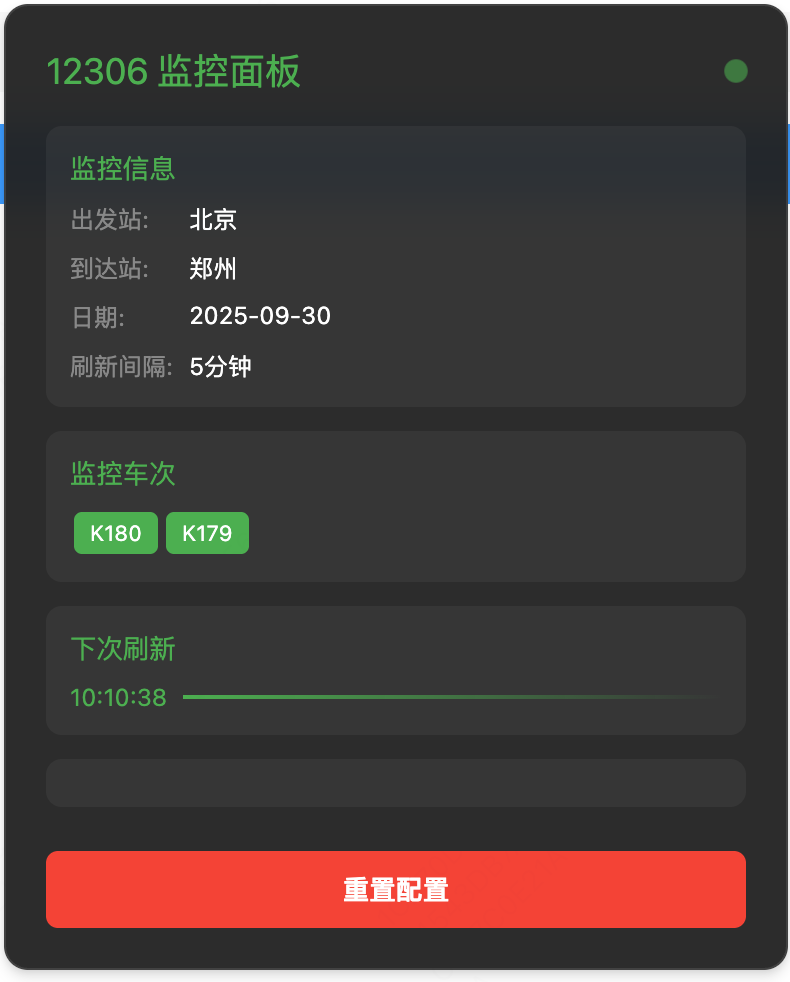 12306 监控面板
监控信息
出发站: 北京
到达站: 郑州
日期: 2025-09-30
刷新间隔: 5分钟
监控车次
K180 K179
下次刷新
10:10:38
重置配置